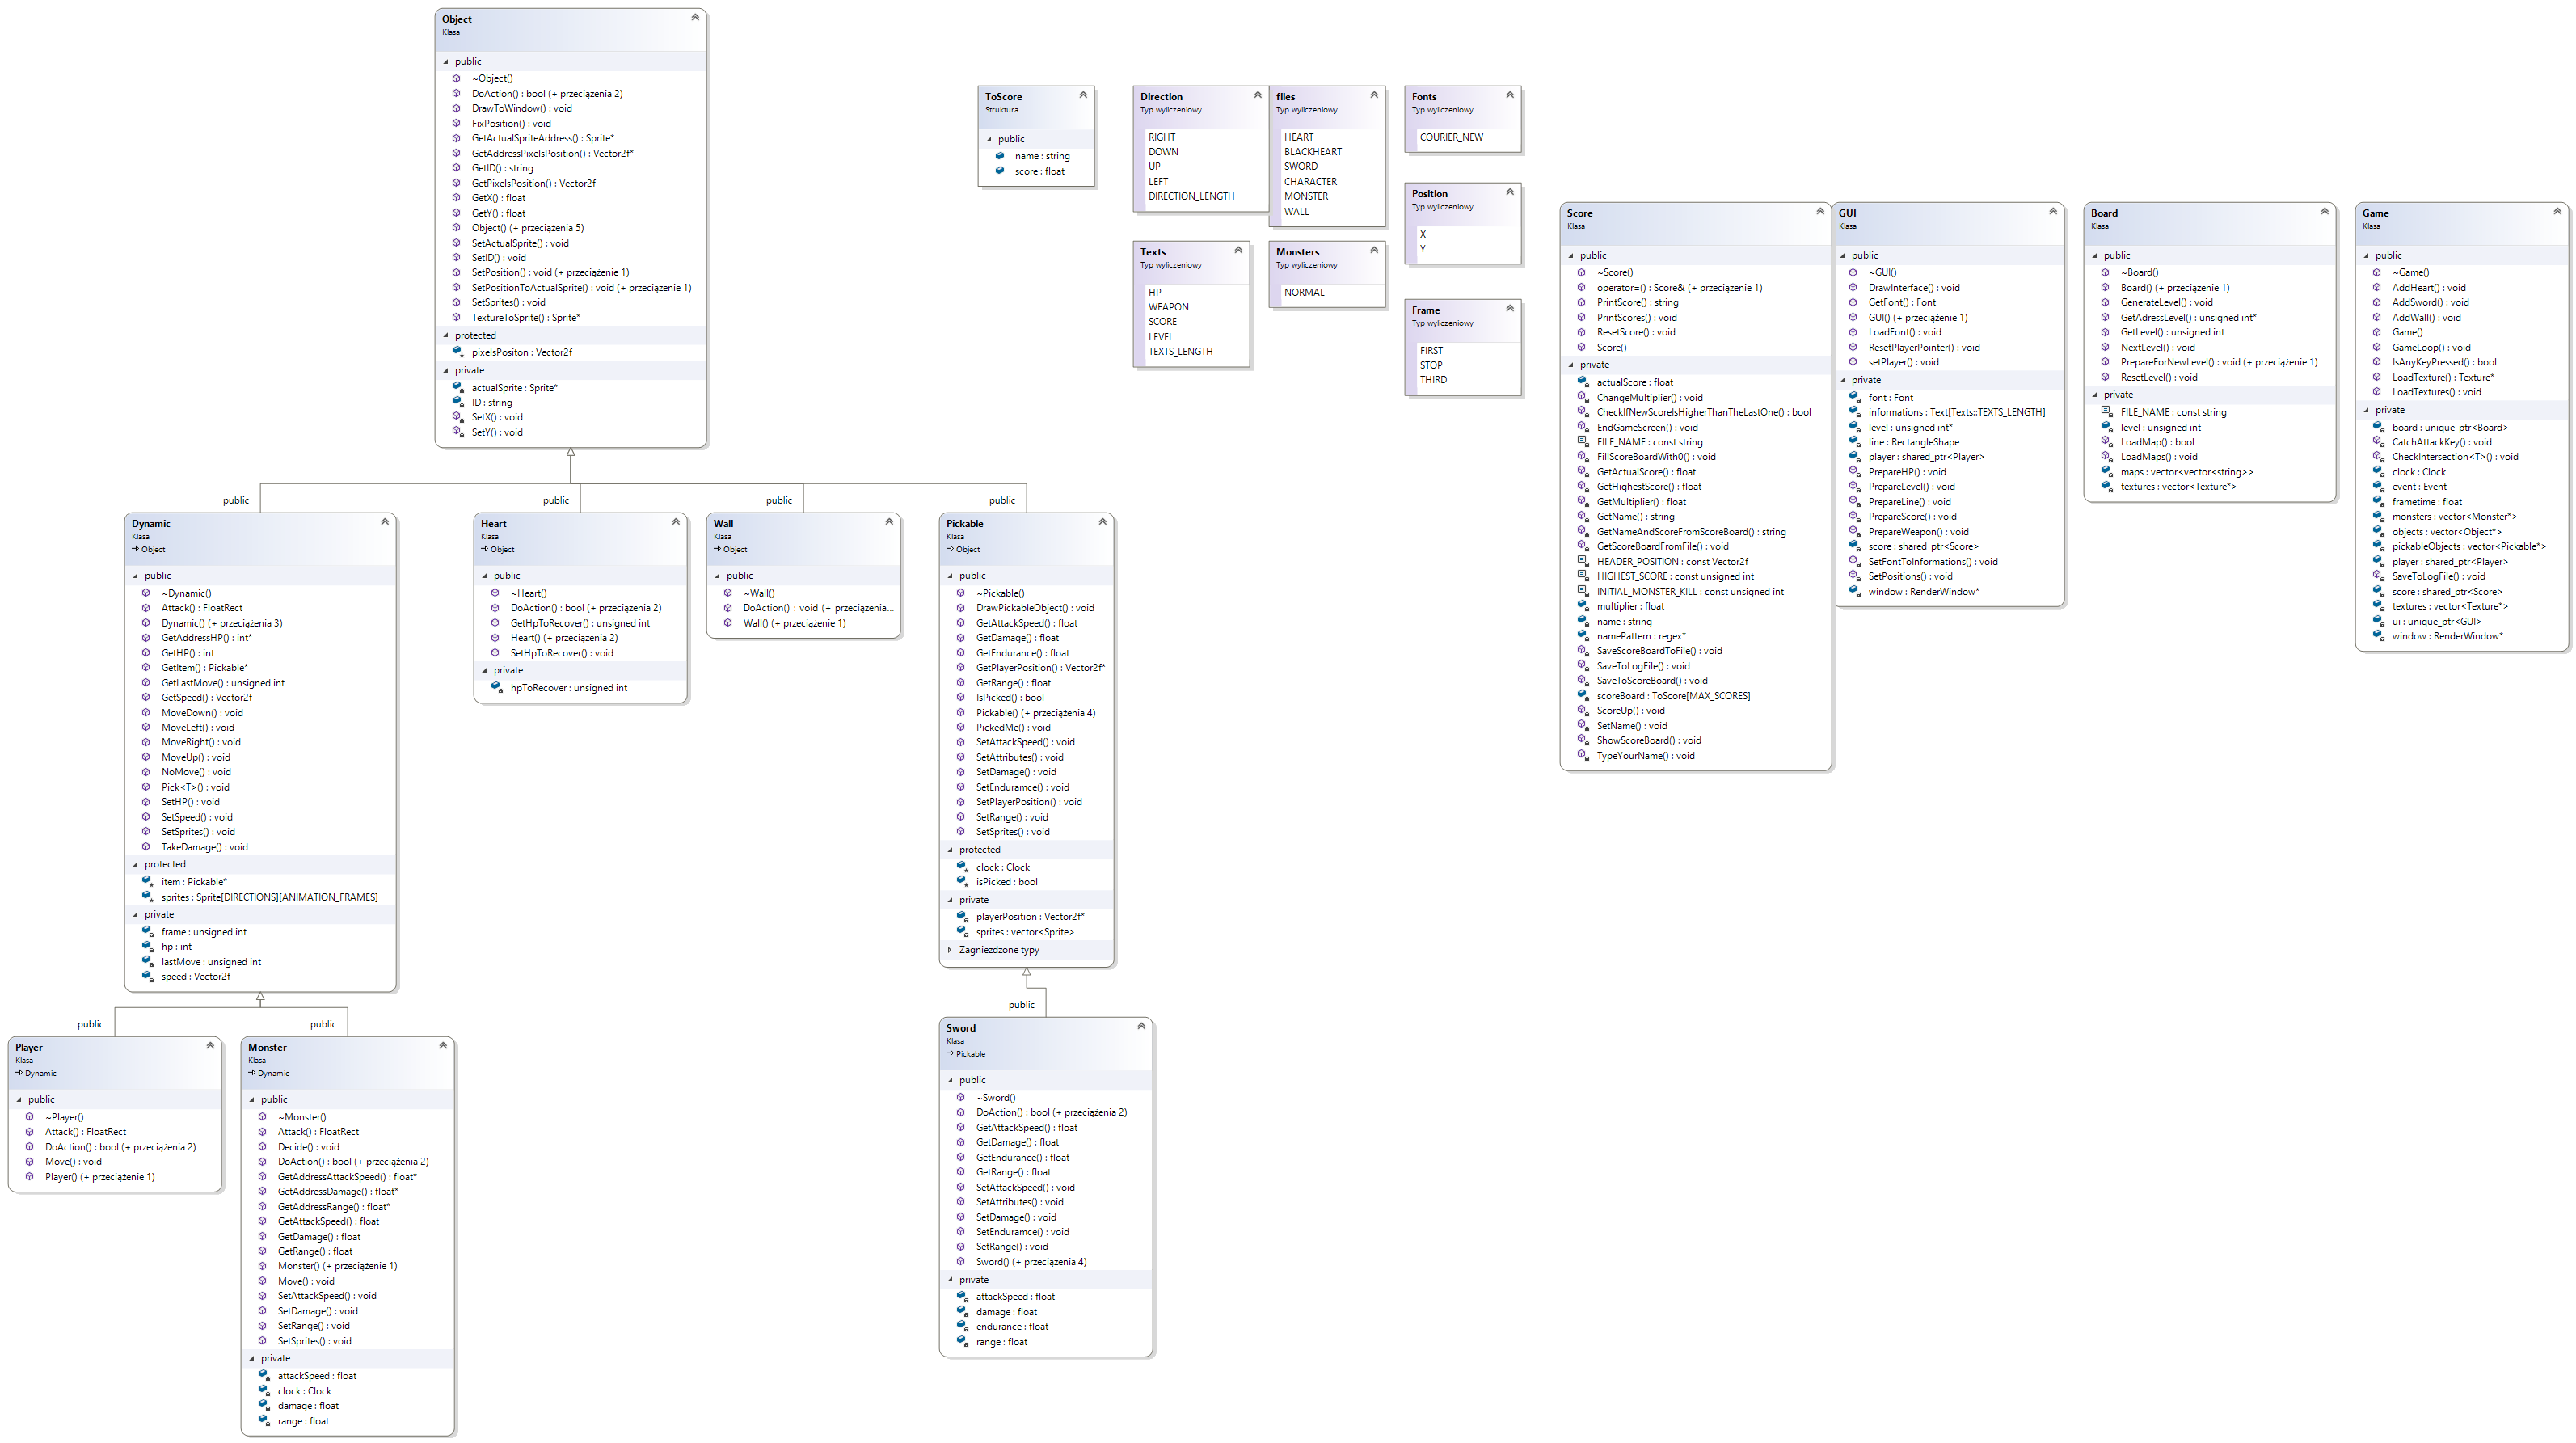 Object
Klasa
public
~Object()
DoAction() : bool (+ przeciążenia 2)
DrawToWindow() : void
FixPosition() : void
GetActualSpriteAddress() : Sprite*
GetAddressPixelsPosition() : Vector2f*
GetID() : string
GetPixelsPosition() : Vector2f
GetX() : float
GetY() : float
Object() (+ przeciążenia 5)
SetActualSprite() : void
SetID() : void
SetPosition() : void (+ przeciążenie 1)
SetPositionToActualSprite() : void (+ przeciążenie 1)
SetSprites() : void
TextureToSprite() : Sprite*
protected
pixelsPositon : Vector2f
private
actualSprite : Sprite*
ID : string
SetX() : void
SetY() : void
ToScore
Struktura
public
name : string
score : float
Direction
Typ wyliczeniowy
RIGHT
DOWN
UP
LEFT
DIRECTION_LENGTH
files
Typ wyliczeniowy
HEART
BLACKHEART
SWORD
CHARACTER
MONSTER
WALL
Fonts
Typ wyliczeniowy
COURIER_NEW
Position
Typ wyliczeniowy
X
Y
Texts
Typ wyliczeniowy
HP
WEAPON
SCORE
LEVEL
TEXTS_LENGTH
Monsters
Typ wyliczeniowy
NORMAL
Frame
Typ wyliczeniowy
FIRST
STOP
THIRD
Score
Klasa
public
~Score()
operator=() : Score& (+ przeciążenie 1)
PrintScore() : string
PrintScores() : void
ResetScore() : void
Score()
private
actualScore : float
ChangeMultiplier() : void
CheckIfNewScoreIsHigherThanTheLastOne() : bool
EndGameScreen() : void
FILE_NAME : const string
FillScoreBoardWith0() : void
GetActualScore() : float
GetHighestScore() : float
GetMultiplier() : float
GetName() : string
GetNameAndScoreFromScoreBoard() : string
GetScoreBoardFromFile() : void
HEADER_POSITION : const Vector2f
HIGHEST_SCORE : const unsigned int
INITIAL_MONSTER_KILL : const unsigned int
multiplier : float
name : string
namePattern : regex*
SaveScoreBoardToFile() : void
SaveToLogFile() : void
SaveToScoreBoard() : void
scoreBoard : ToScore[MAX_SCORES]
ScoreUp() : void
SetName() : void
ShowScoreBoard() : void
TypeYourName() : void
GUI
Klasa
public
~GUI()
DrawInterface() : void
GetFont() : Font
GUI() (+ przeciążenie 1)
LoadFont() : void
ResetPlayerPointer() : void
setPlayer() : void
private
font : Font
informations : Text[Texts::TEXTS_LENGTH]
level : unsigned int*
line : RectangleShape
player : shared_ptr<Player>
PrepareHP() : void
PrepareLevel() : void
PrepareLine() : void
PrepareScore() : void
PrepareWeapon() : void
score : shared_ptr<Score>
SetFontToInformations() : void
SetPositions() : void
window : RenderWindow*
Board
Klasa
public
~Board()
Board() (+ przeciążenie 1)
GenerateLevel() : void
GetAdressLevel() : unsigned int*
GetLevel() : unsigned int
NextLevel() : void
PrepareForNewLevel() : void (+ przeciążenie 1)
ResetLevel() : void
private
FILE_NAME : const string
level : unsigned int
LoadMap() : bool
LoadMaps() : void
maps : vector<vector<string>>
textures : vector<Texture*>
Game
Klasa
public
~Game()
AddHeart() : void
AddSword() : void
AddWall() : void
Game()
GameLoop() : void
IsAnyKeyPressed() : bool
LoadTexture() : Texture*
LoadTextures() : void
private
board : unique_ptr<Board>
CatchAttackKey() : void
CheckIntersection<T>() : void
clock : Clock
event : Event
frametime : float
monsters : vector<Monster*>
objects : vector<Object*>
pickableObjects : vector<Pickable*>
player : shared_ptr<Player>
SaveToLogFile() : void
score : shared_ptr<Score>
textures : vector<Texture*>
ui : unique_ptr<GUI>
window : RenderWindow*
public
public
public
public
Dynamic
Klasa
Object
public
~Dynamic()
Attack() : FloatRect
Dynamic() (+ przeciążenia 3)
GetAddressHP() : int*
GetHP() : int
GetItem() : Pickable*
GetLastMove() : unsigned int
GetSpeed() : Vector2f
MoveDown() : void
MoveLeft() : void
MoveRight() : void
MoveUp() : void
NoMove() : void
Pick<T>() : void
SetHP() : void
SetSpeed() : void
SetSprites() : void
TakeDamage() : void
protected
item : Pickable*
sprites : Sprite[DIRECTIONS][ANIMATION_FRAMES]
private
frame : unsigned int
hp : int
lastMove : unsigned int
speed : Vector2f
Heart
Klasa
Object
public
~Heart()
DoAction() : bool (+ przeciążenia 2)
GetHpToRecover() : unsigned int
Heart() (+ przeciążenia 2)
SetHpToRecover() : void
private
hpToRecover : unsigned int
Wall
Klasa
Object
public
~Wall()
DoAction() : void (+ przeciążenia...
Wall() (+ przeciążenie 1)
Pickable
Klasa
Object
public
~Pickable()
DrawPickableObject() : void
GetAttackSpeed() : float
GetDamage() : float
GetEndurance() : float
GetPlayerPosition() : Vector2f*
GetRange() : float
IsPicked() : bool
Pickable() (+ przeciążenia 4)
PickedMe() : void
SetAttackSpeed() : void
SetAttributes() : void
SetDamage() : void
SetEnduramce() : void
SetPlayerPosition() : void
SetRange() : void
SetSprites() : void
protected
clock : Clock
isPicked : bool
private
playerPosition : Vector2f*
sprites : vector<Sprite>
Zagnieżdżone typy
public
public
public
Player
Klasa
Dynamic
public
~Player()
Attack() : FloatRect
DoAction() : bool (+ przeciążenia 2)
Move() : void
Player() (+ przeciążenie 1)
Monster
Klasa
Dynamic
public
~Monster()
Attack() : FloatRect
Decide() : void
DoAction() : bool (+ przeciążenia 2)
GetAddressAttackSpeed() : float*
GetAddressDamage() : float*
GetAddressRange() : float*
GetAttackSpeed() : float
GetDamage() : float
GetRange() : float
Monster() (+ przeciążenie 1)
Move() : void
SetAttackSpeed() : void
SetDamage() : void
SetRange() : void
SetSprites() : void
private
attackSpeed : float
clock : Clock
damage : float
range : float
Sword
Klasa
Pickable
public
~Sword()
DoAction() : bool (+ przeciążenia 2)
GetAttackSpeed() : float
GetDamage() : float
GetEndurance() : float
GetRange() : float
SetAttackSpeed() : void
SetAttributes() : void
SetDamage() : void
SetEnduramce() : void
SetRange() : void
Sword() (+ przeciążenia 4)
private
attackSpeed : float
damage : float
endurance : float
range : float